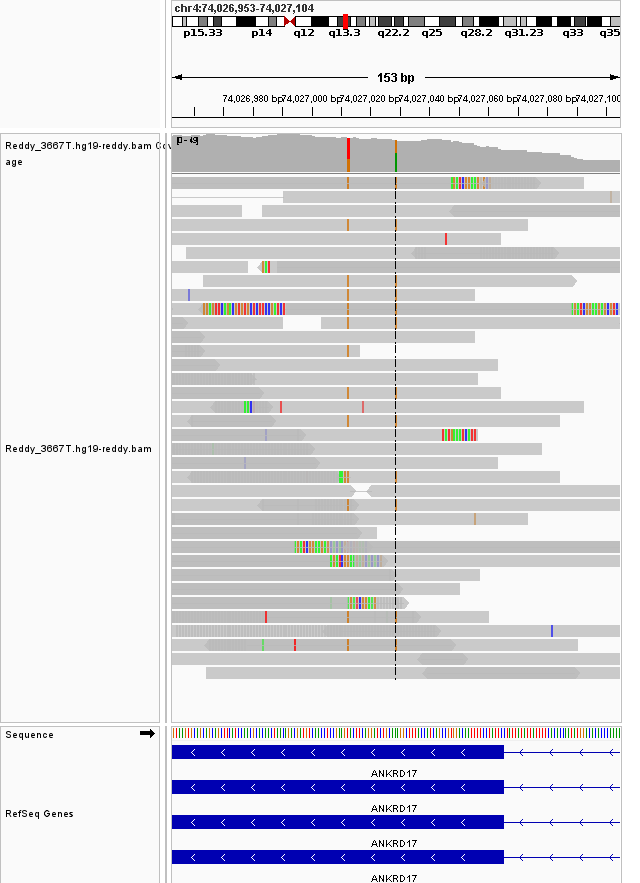 chr4:74,026,953-74,027,104
p15.33 p14 q12 q13.3 q22.2 q25 q28.2 q31.23 q33 q35
153 bp
74,026,980 bp 74,027,000 bp 74,027,020 bp 74,027,040 bp 74,027,060 bp 74,027,080 bp 74,027,100
Reddy_3667T.hg19-reddy.bam Cov
age
Reddy_3667T.hg19-reddy.bam
Sequence
ANKRD17
ANKRD17
RefSeq Genes
ANKRD17
ANKRD17